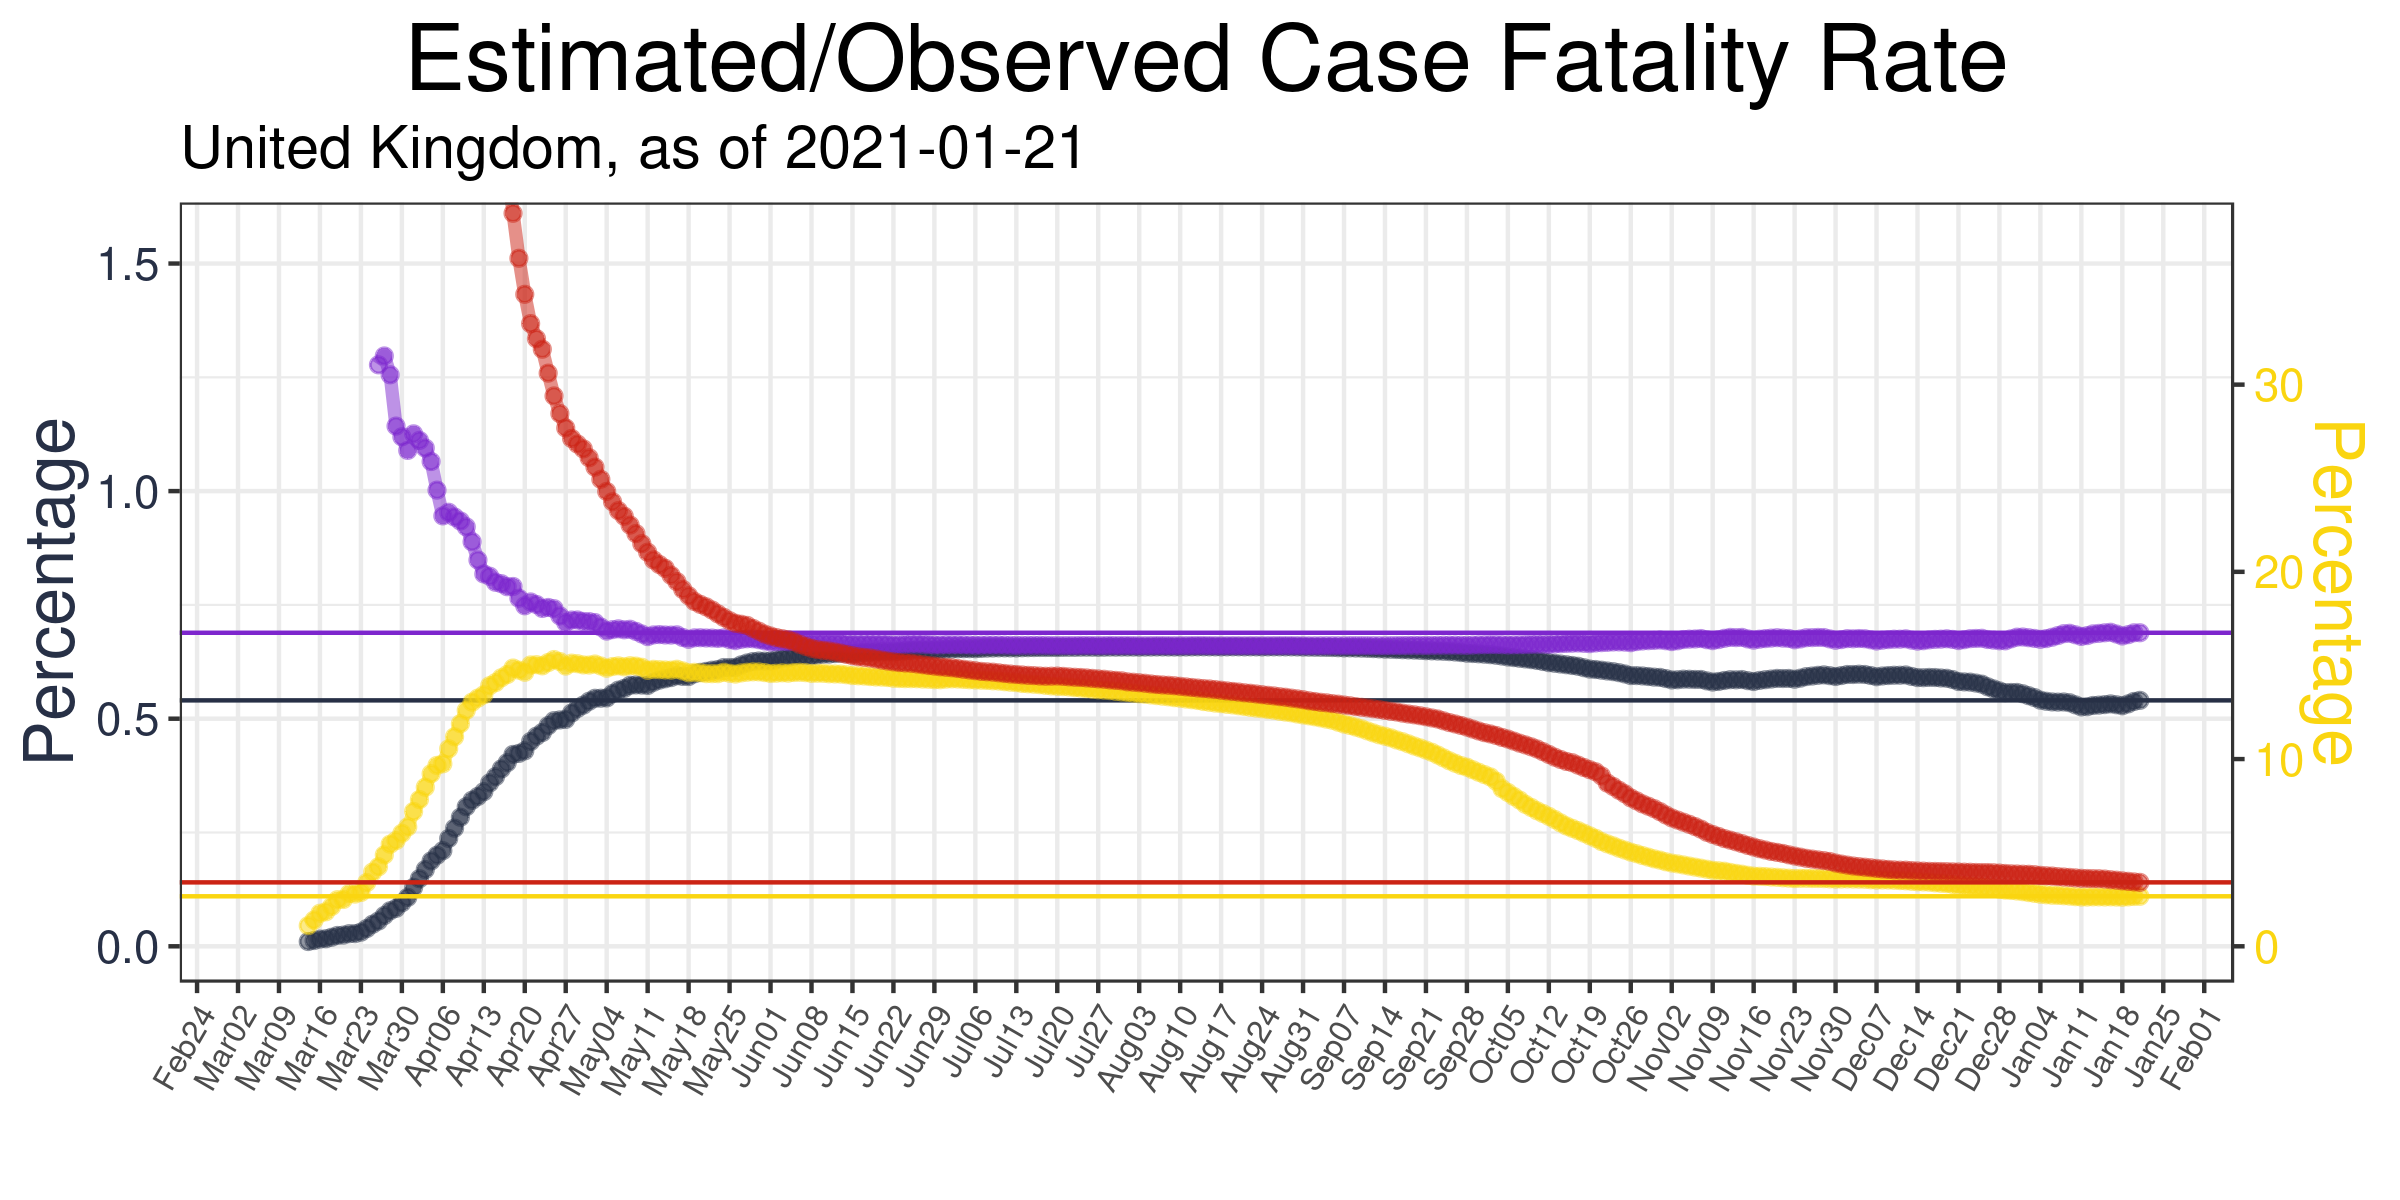 Estimated/Observed Case Fatality Rate
United Kingdom, as of 2021-01-21
Percentage
1.5
1.0
0.5
0.0
30
20
10
0
Percentage
Feb24
Mar02
Mar09
Mar16
Mar23
Mar30
Apr06
Apr13
Apr20
Apr27
May04
May11
May18
May25
Jun01
Jun08
Jun15
Jun22
Jun29
Jul06
Jul13
Jul20
Jul27
Aug03
Aug10
Aug17
Aug24
Aug31
Sep07
Sep14
Sep21
Sep28
Oct05
Oct12
Oct19
Oct26
Nov02
Nov09
Nov16
Nov23
Nov30
Dec07
Dec14
Dec21
Dec28
Jan04
Jan11
Jan18
Jan25
Feb01